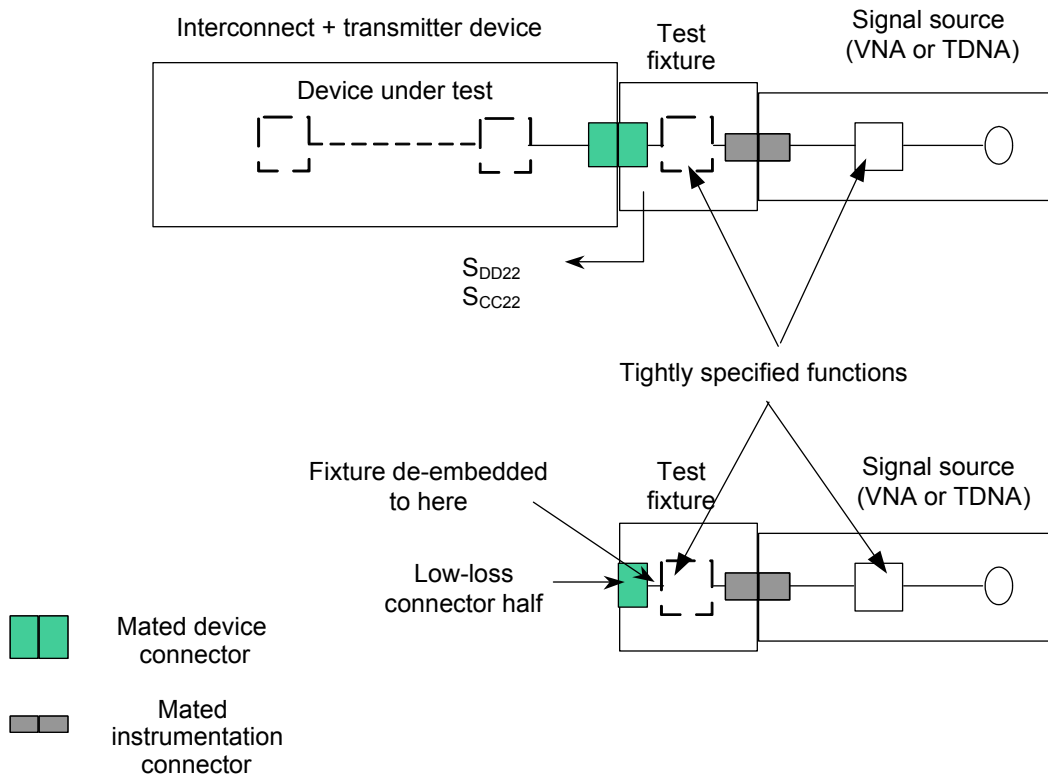 Interconnect + transmitter device
Test
fixture
Signal source
(VNA or TDNA)
Device under test
S_DD22
S_CC22
Tightly specified functions
Fixture de-embedded
to here
Test
fixture
Signal source
(VNA or TDNA)
Low-loss
connector half
Mated device
connector
Mated
instrumentation
connector